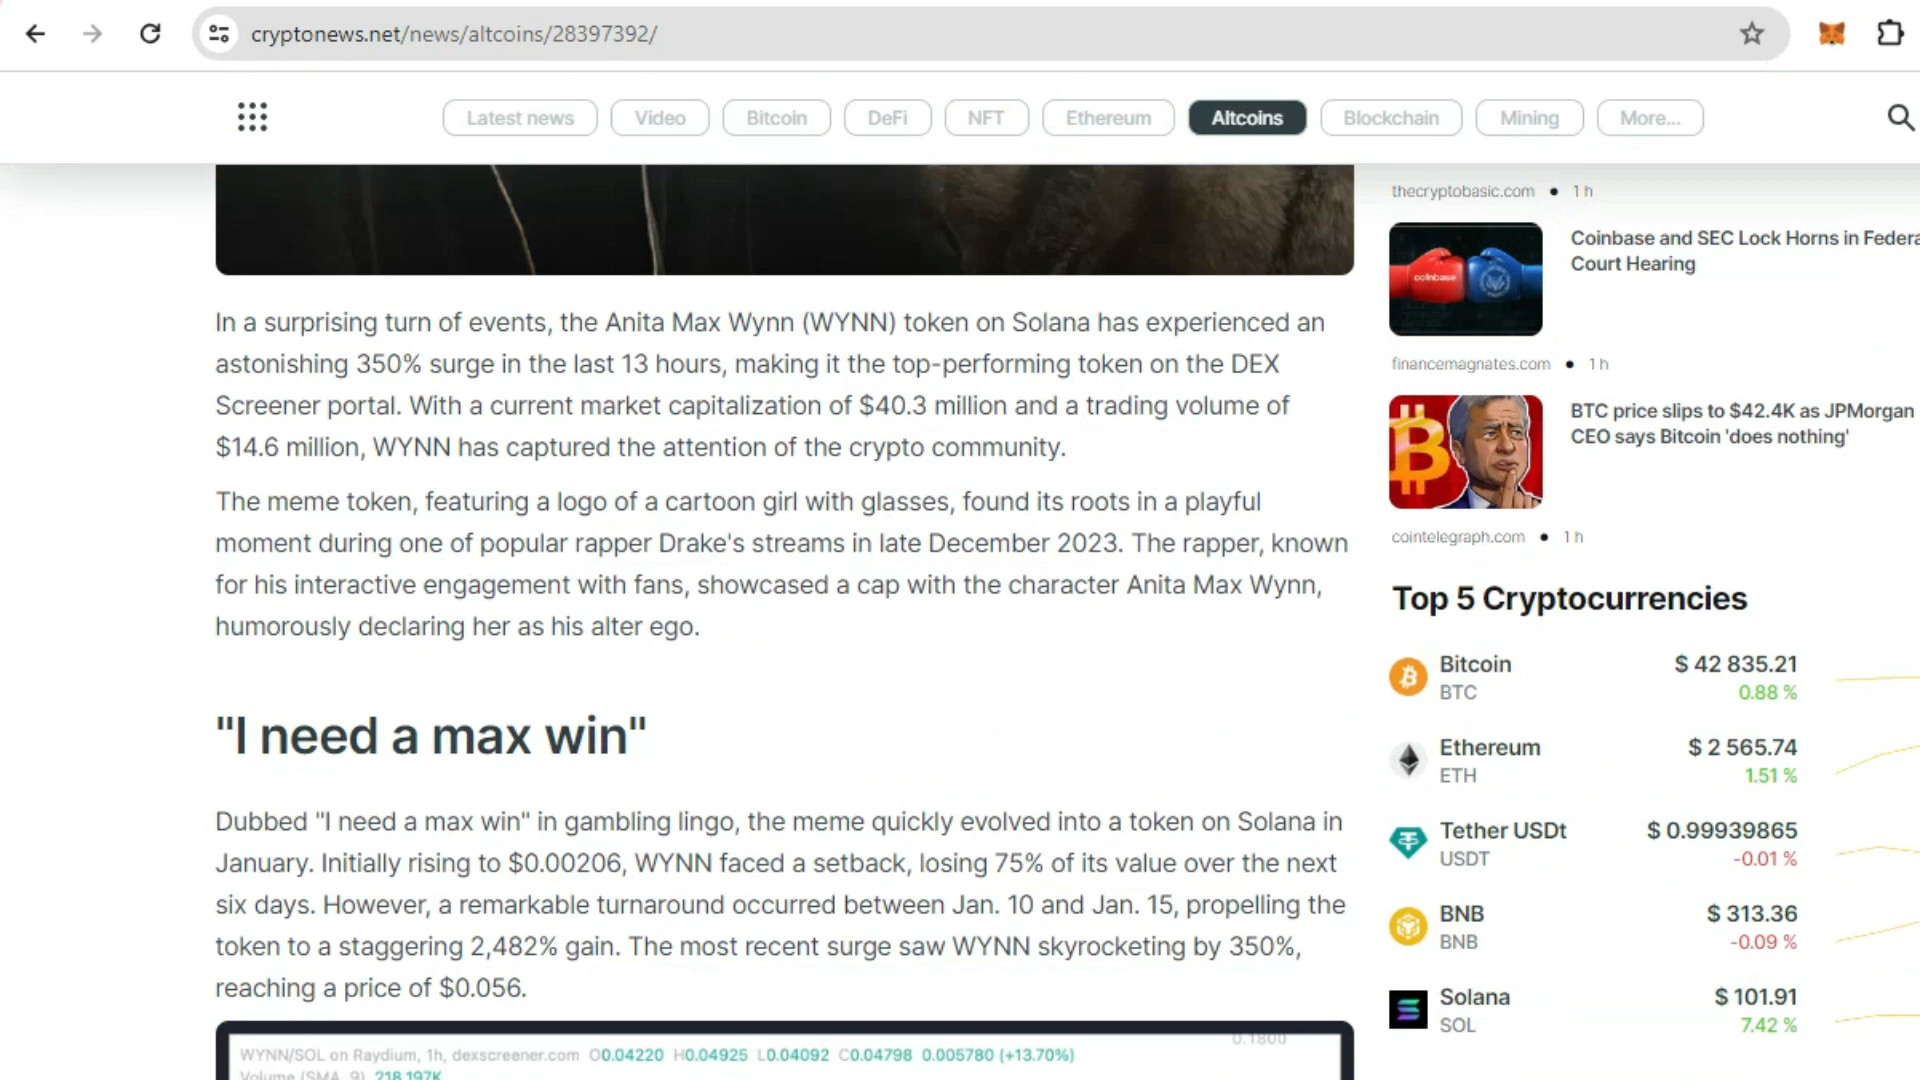 cryptonews.net/news/altcoins/28397392/
Latest news
Video
Bitcoin
DeFi
NFT
Ethereum
Altcoins
Blockchain
Mining
More...
In a surprising turn of events, the Anita Max Wynn (WYNN) token on Solana has experienced an
astonishing 350% surge in the last 13 hours, making it the top-performing token on the DEX
Screener portal. With a current market capitalization of $40.3 million and a trading volume of
$14.6 million, WYNN has captured the attention of the crypto community.
The meme token, featuring a logo of a cartoon girl with glasses, found its roots in a playful
moment during one of popular rapper Drake's streams in late December 2023. The rapper, known
for his interactive engagement with fans, showcased a cap with the character Anita Max Wynn,
humorously declaring her as his alter ego.
"I need a max win"
Dubbed "I need a max win" in gambling lingo, the meme quickly evolved into a token on Solana in
January. Initially rising to $0.00206, WYNN faced a setback, losing 75% of its value over the next
six days. However, a remarkable turnaround occurred between Jan. 10 and Jan. 15, propelling the
token to a staggering 2,482% gain. The most recent surge saw WYNN skyrocketing by 350%,
reaching a price of $0.056.
0.1800
WYNN/SOL on Raydium, 1h, dexscreener.com O0.04220 H0.04925 L0.04092 C0.04798 0.005780 (+13.70%)
Volume (SMA, 9) 218.197K
thecryptobasic.com • 1 h
coinbase
Coinbase and SEC Lock Horns in Federa
Court Hearing
financemagnates.com • 1 h
BTC price slips to $42.4K as JPMorgan
CEO says Bitcoin 'does nothing'
cointelegraph.com • 1 h
Top 5 Cryptocurrencies
Bitcoin $ 42 835.21
BTC 0.88 %
Ethereum $ 2 565.74
ETH 1.51 %
Tether USDt $ 0.99939865
USDT -0.01 %
BNB $ 313.36
BNB -0.09 %
Solana $ 101.91
SOL 7.42 %